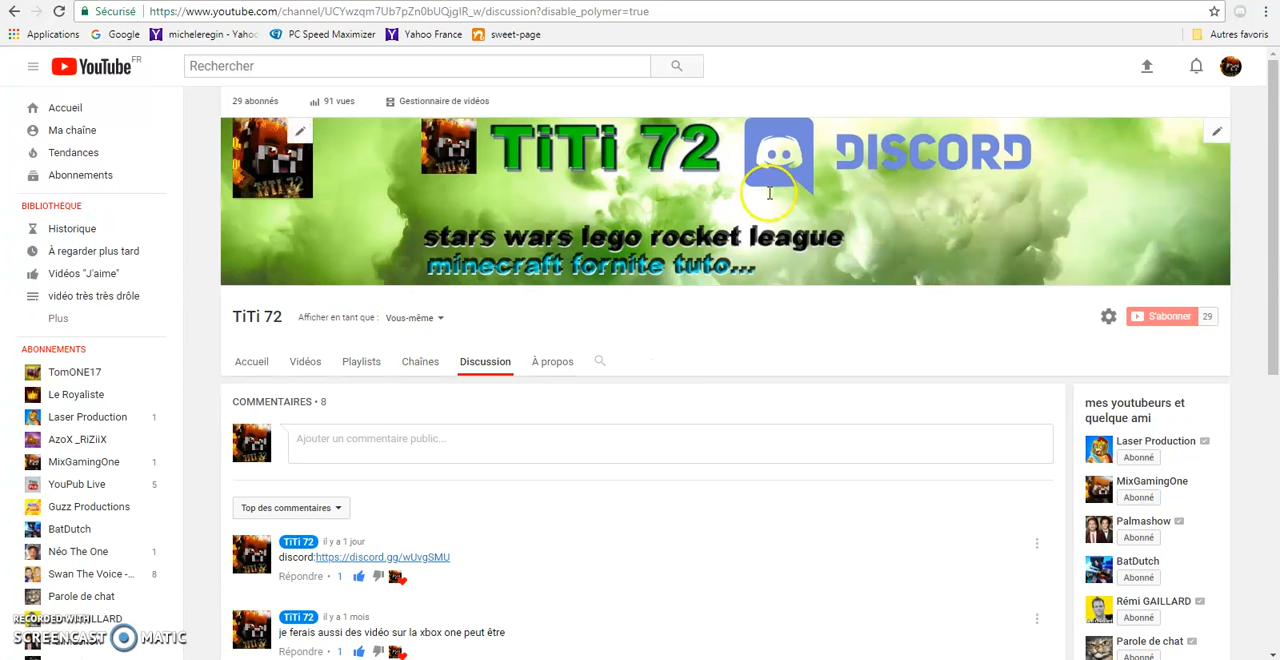 Sécurisé https://www.youtube.com/channel/UCYwzqm7Ub7pZn0bUQjgIR_w/discussion?disable_polymer=true
Applications Google micheleregin - Yahoo PC Speed Maximizer Yahoo France sweet-page Autres favoris
YouTube FR Rechercher
29 abonnés 91 vues Gestionnaire de vidéos
TiTi 72 DISCORD
stars wars lego rocket league
minecraft fornite tuto...
Accueil
Ma chaîne
Tendances
Abonnements
BIBLIOTHÈQUE
Historique
À regarder plus tard
Vidéos "J'aime"
vidéo très très drôle
Plus
ABONNEMENTS
TomONE17
Le Royaliste
Laser Production 1
AzoX _RiZiiX
MixGamingOne 1
YouPub Live 5
Guzz Productions
BatDutch
Néo The One 1
Swan The Voice -... 8
Parole de chat
RECORDED WITH
SCREENCAST MATIC
TiTi 72 Afficher en tant que : Vous-même S'abonner 29
Accueil Vidéos Playlists Chaînes Discussion À propos
COMMENTAIRES • 8
Ajouter un commentaire public...
Top des commentaires
TiTi 72 il y a 1 jour
discord:https://discord.gg/wUvgSMU
Répondre • 1
TiTi 72 il y a 1 mois
je ferais aussi des vidéo sur la xbox one peut être
Répondre • 1
mes youtubeurs et
quelque ami
Laser Production
Abonné
MixGamingOne
Abonné
Palmashow
Abonné
BatDutch
Abonné
Rémi GAILLARD
Abonné
Parole de chat
Abonné